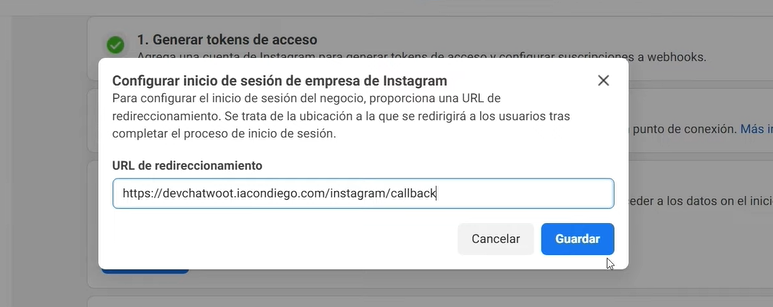 1. Generar tokens de acceso
Agrega una cuenta de Instagram para generar tokens de acceso y configurar suscripciones a webhooks.
Configurar inicio de sesión de empresa de Instagram
Para configurar el inicio de sesión del negocio, proporciona una URL de
redireccionamiento. Se trata de la ubicación a la que se redirigirá a los usuarios tras
completar el proceso de inicio de sesión.
punto de conexión. Más
URL de redireccionamiento
https://devchatwoot.iacondiego.com/instagram/callback
a los datos en el
Cancelar
Guardar